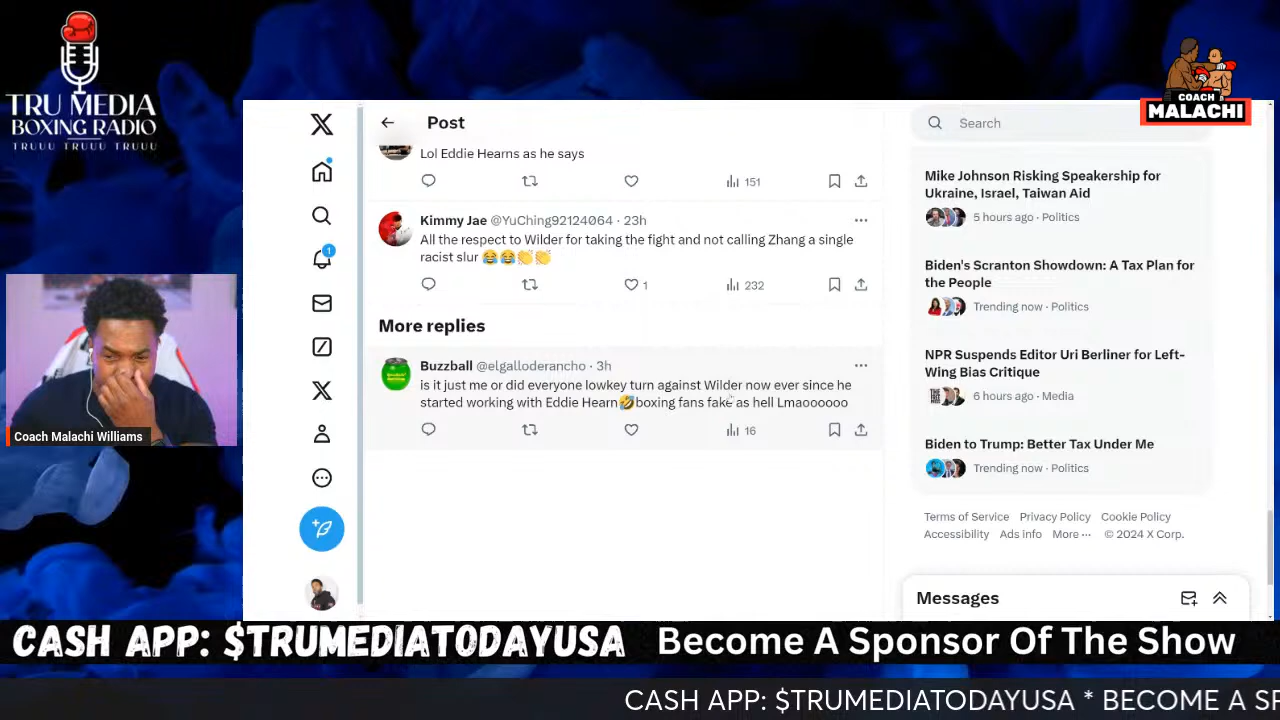 TRU MEDIA
BOXING RADIO
TRUUU TRUUU TRUUU
COACH
MALACHI
Post
Search
Lol Eddie Hearns as he says
151
Kimmy Jae @YuChing92124064 · 23h
All the respect to Wilder for taking the fight and not calling Zhang a single
racist slur 😂😂👏👏
1
232
More replies
Buzzball @elgalloderancho · 3h
is it just me or did everyone lowkey turn against Wilder now ever since he
started working with Eddie Hearn🤣boxing fans fake as hell Lmaoooooo
16
1
Mike Johnson Risking Speakership for
Ukraine, Israel, Taiwan Aid
5 hours ago · Politics
Biden's Scranton Showdown: A Tax Plan for
the People
Trending now · Politics
NPR Suspends Editor Uri Berliner for Left-
Wing Bias Critique
6 hours ago · Media
Biden to Trump: Better Tax Under Me
Trending now · Politics
Terms of Service Privacy Policy Cookie Policy
Accessibility Ads info More ··· © 2024 X Corp.
Messages
Coach Malachi Williams
CASH APP: $TRUMEDIATODAYUSA Become A Sponsor Of The Show
CASH APP: $TRUMEDIATODAYUSA * BECOME A SP